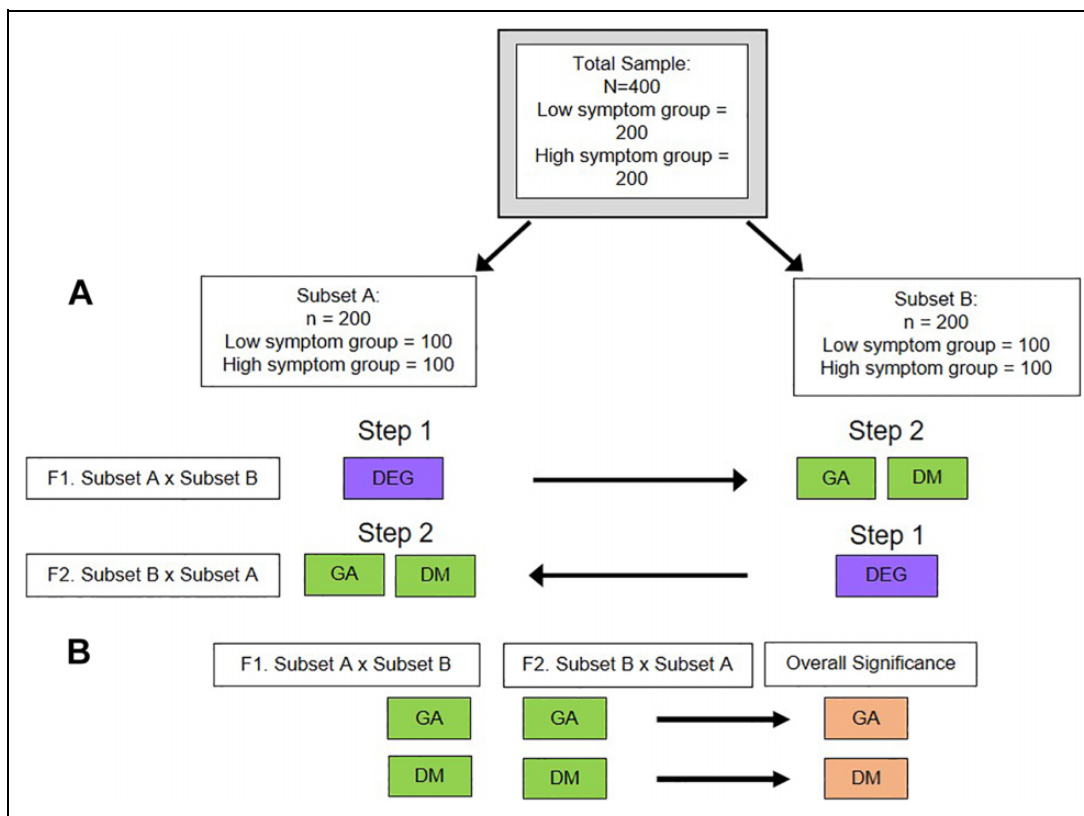 Total Sample:
N=400
Low symptom group =
200
High symptom group =
200
A
Subset A:
n = 200
Low symptom group = 100
High symptom group = 100
Subset B:
n = 200
Low symptom group = 100
High symptom group = 100
Step 1
Step 2
F1. Subset A x Subset B
DEG
GA
DM
Step 2
Step 1
F2. Subset B x Subset A
GA
DM
DEG
B
F1. Subset A x Subset B
F2. Subset B x Subset A
Overall Significance
GA
GA
GA
DM
DM
DM